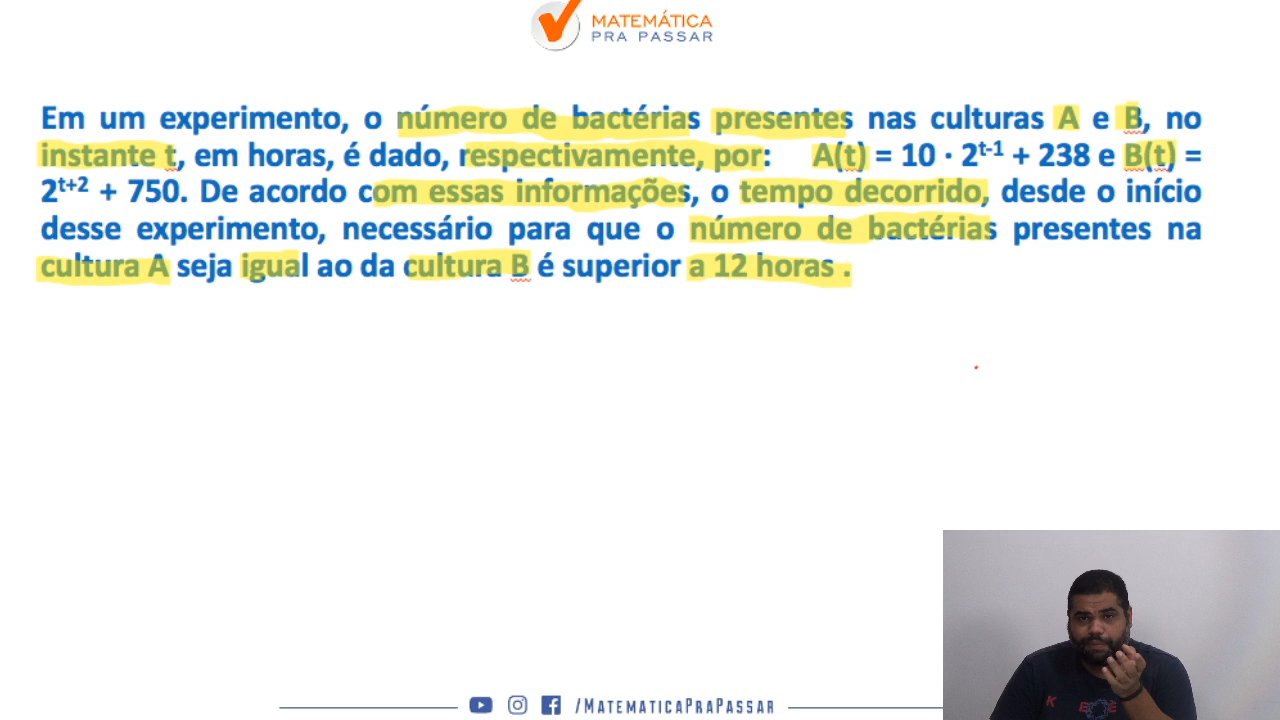 MATEMÁTICA
PRA PASSAR
Em um experimento, o número de bactérias presentes nas culturas A e B, no
instante t, em horas, é dado, respectivamente, por: A(t) = 10 · 2^t-1 + 238 e B(t) =
2^t+2 + 750. De acordo com essas informações, o tempo decorrido, desde o início
desse experimento, necessário para que o número de bactérias presentes na
cultura A seja igual ao da cultura B é superior a 12 horas .
/MATEMATICAPRAPASSAR